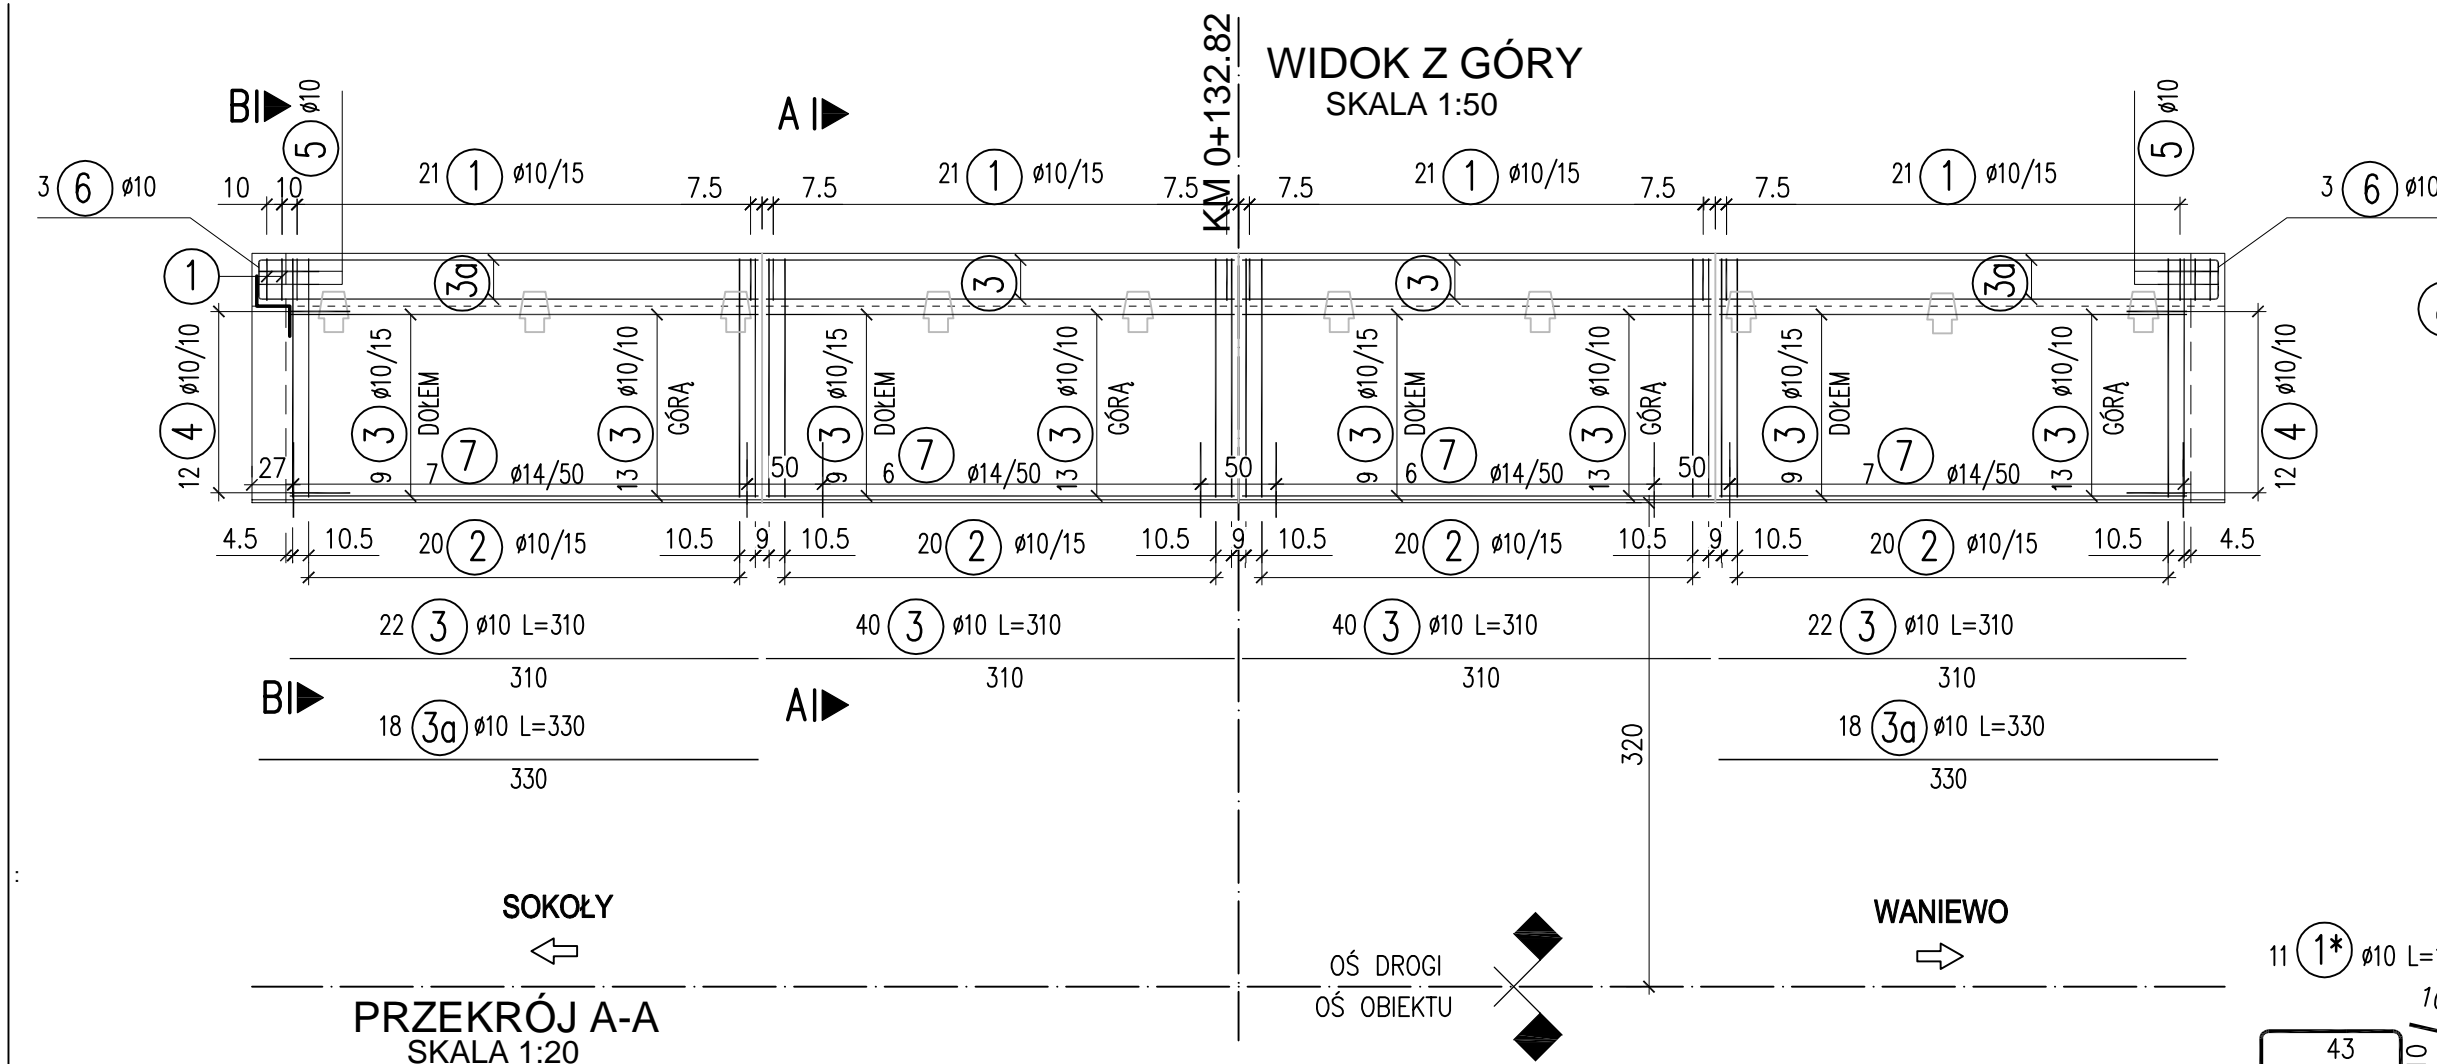 WIDOK Z GÓRY
SKALA 1:50
KM 0+132.82
B
A
5 ø10
5 ø10
3 6 ø10
10
10
21 1 ø10/15
7.5
7.5
21 1 ø10/15
7.5
7.5
21 1 ø10/15
7.5
7.5
21 1 ø10/15
3 6 ø10
1
3a
3
3
3a
12 4 ø10/10
9 3 ø10/15
DOŁEM
13 3 ø10/10
GÓRĄ
9 3 ø10/15
DOŁEM
13 3 ø10/10
GÓRĄ
9 3 ø10/15
DOŁEM
13 3 ø10/10
GÓRĄ
9 3 ø10/15
DOŁEM
13 3 ø10/10
GÓRĄ
12 4 ø10/10
27
7 7 ø14/50
50
6 7 ø14/50
50
6 7 ø14/50
50
7 7 ø14/50
4.5
10.5
20 2 ø10/15
10.5
9
10.5
20 2 ø10/15
10.5
9
10.5
20 2 ø10/15
10.5
9
10.5
20 2 ø10/15
10.5
4.5
22 3 ø10 L=310
40 3 ø10 L=310
40 3 ø10 L=310
22 3 ø10 L=310
310
310
310
310
B
A
18 3a ø10 L=330
18 3a ø10 L=330
330
330
320
SOKOŁY
WANIEWO
OŚ DROGI
OŚ OBIEKTU
11 1* ø10 L=
43
PRZEKRÓJ A-A
SKALA 1:20